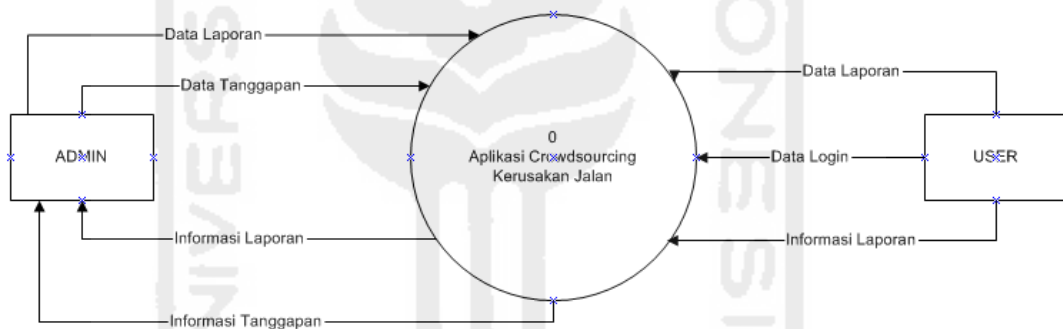 Data Laporan
Data Tanggapan
ADMIN
Informasi Laporan
Informasi Tanggapan
0
Aplikasi Crowdsourcing
Kerusakan Jalan
Data Laporan
Data Login
USER
Informasi Laporan